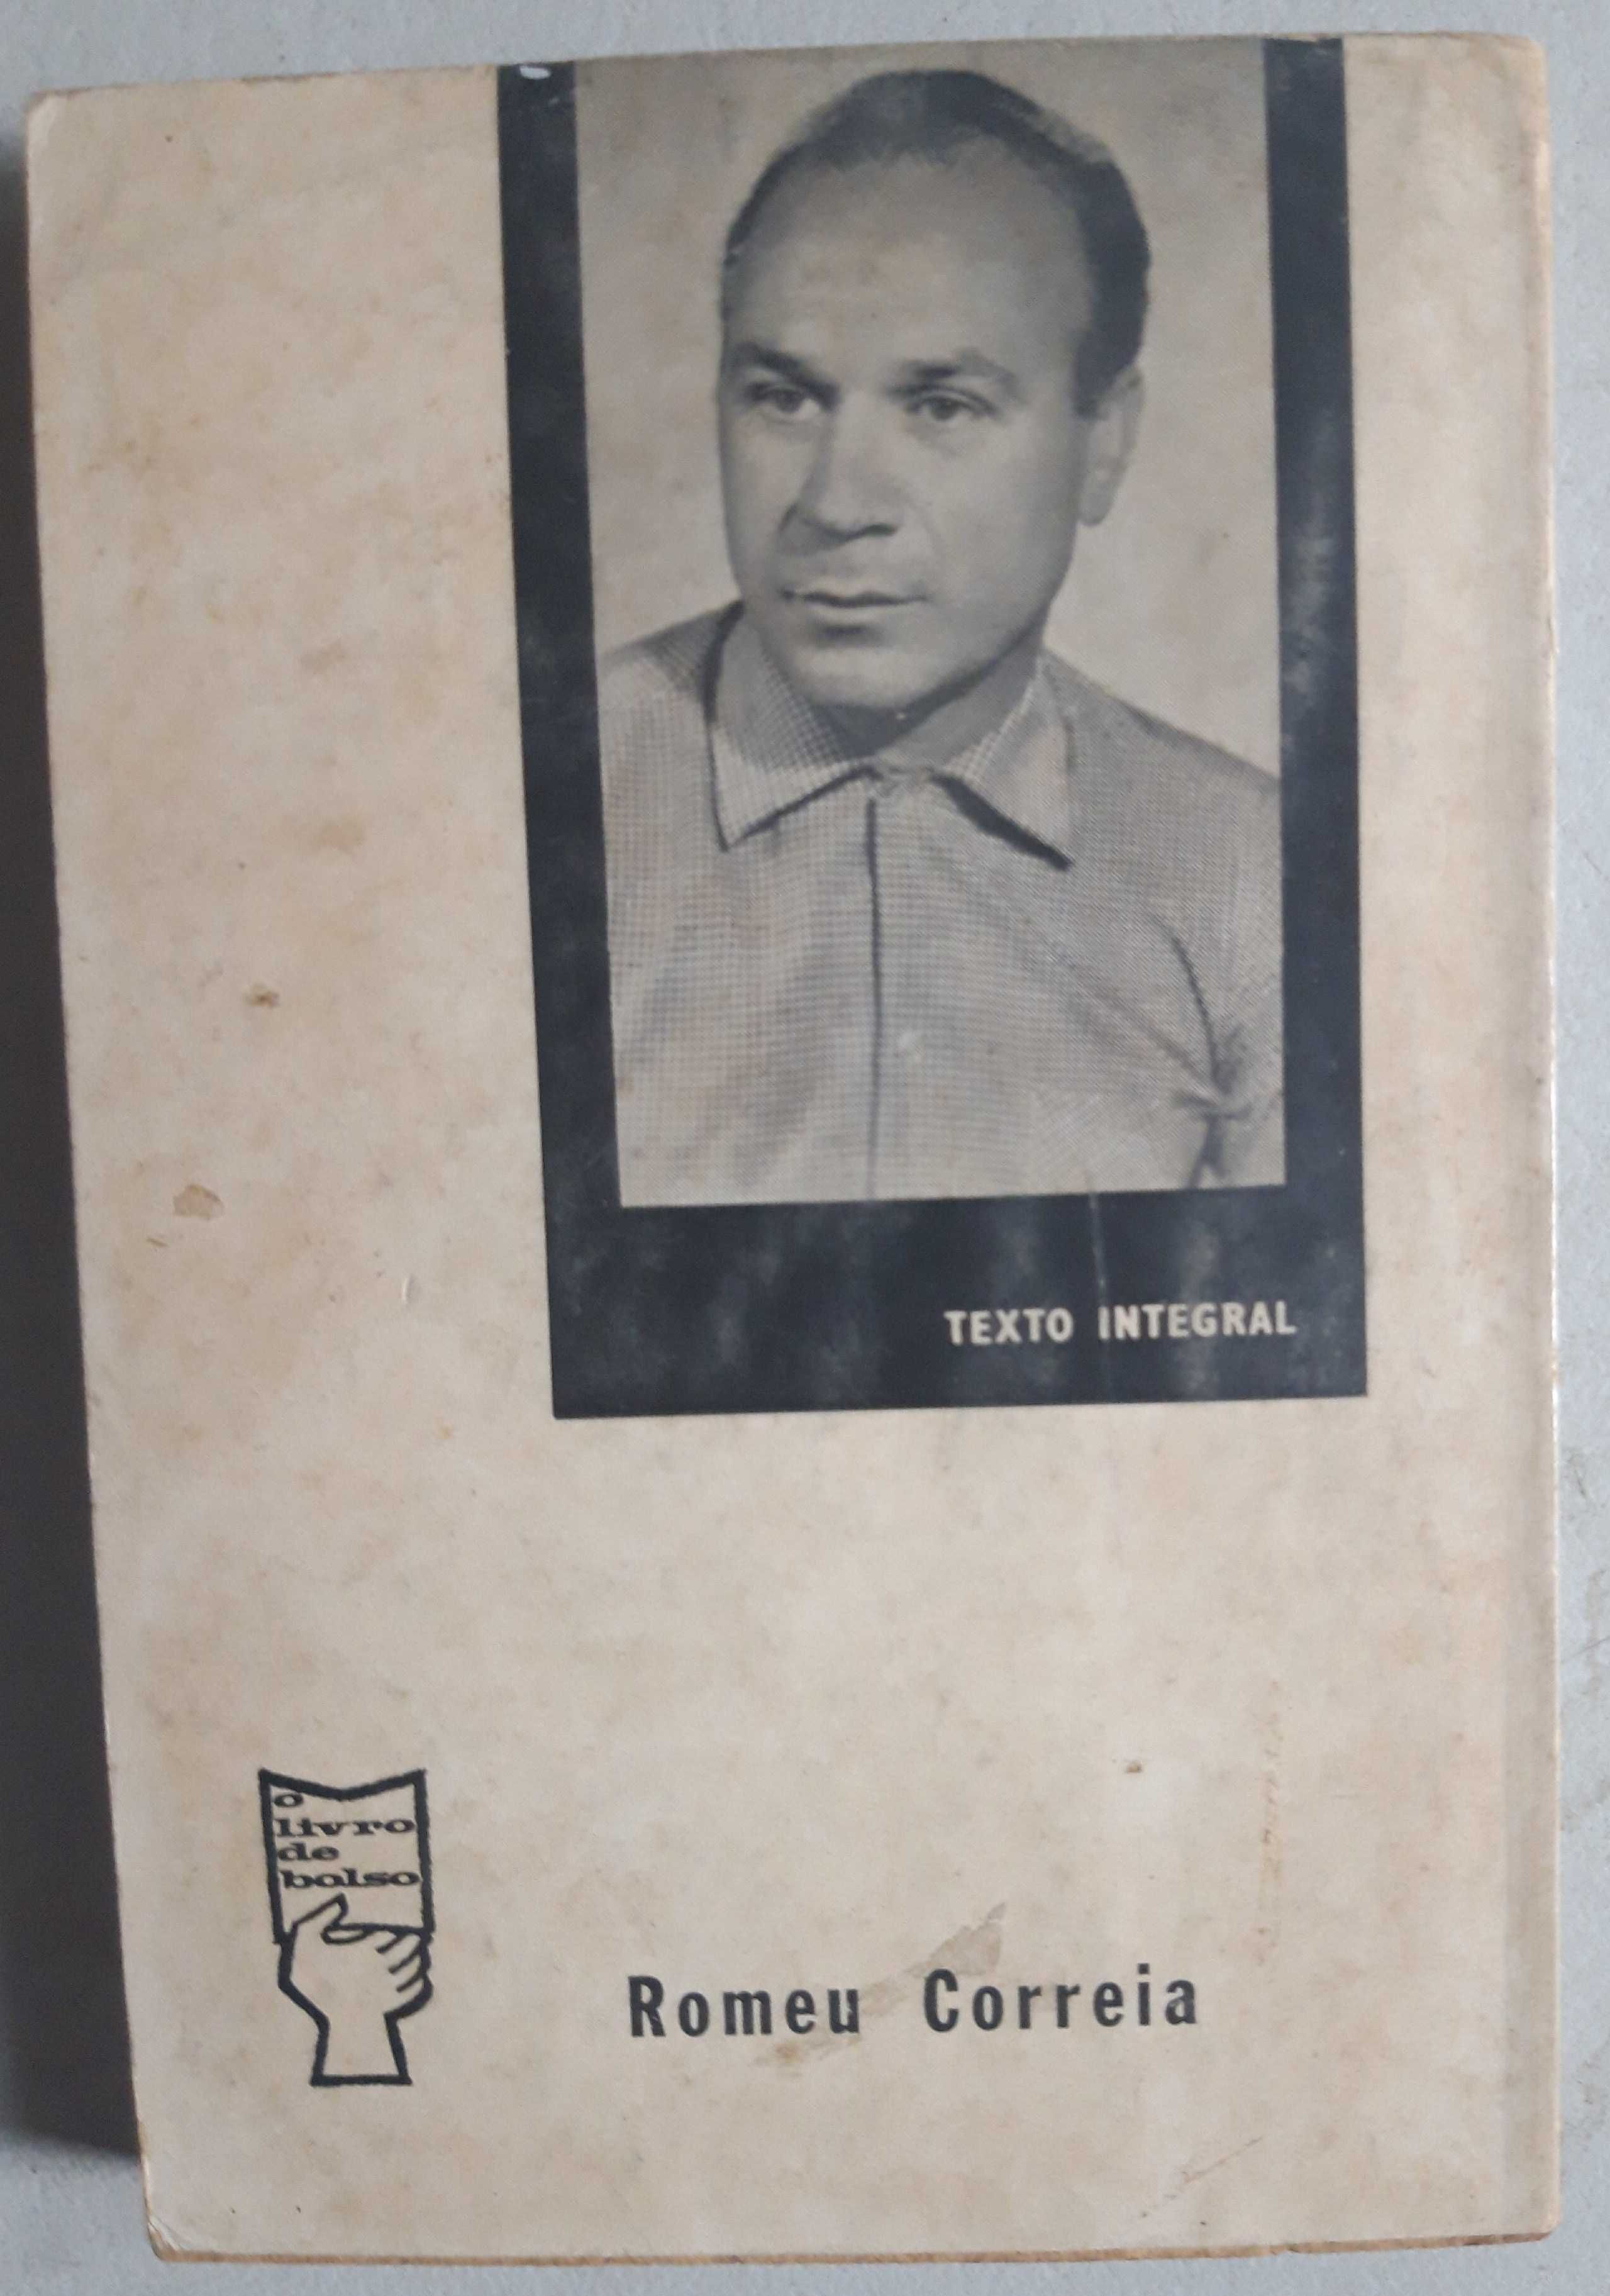 TEXTO INTEGRAL
o
livro
de
bolso
Romeu Correia